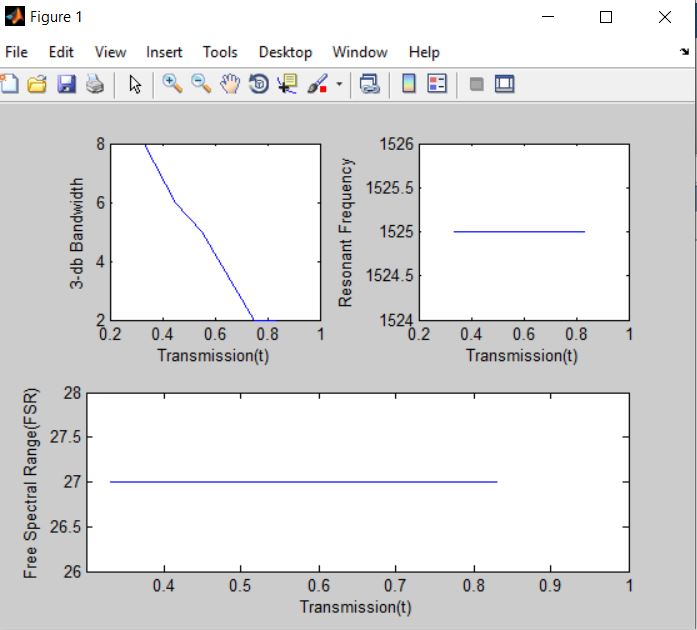 Figure 1
File Edit View Insert Tools Desktop Window Help
3-db Bandwidth
8
6
4
2
0.2 0.4 0.6 0.8 1
Transmission(t)
Resonant Frequency
1526
1525.5
1525
1524.5
1524
0.2 0.4 0.6 0.8 1
Transmission(t)
Free Spectral Range(FSR)
28
27.5
27
26.5
26
0.4 0.5 0.6 0.7 0.8 0.9 1
Transmission(t)